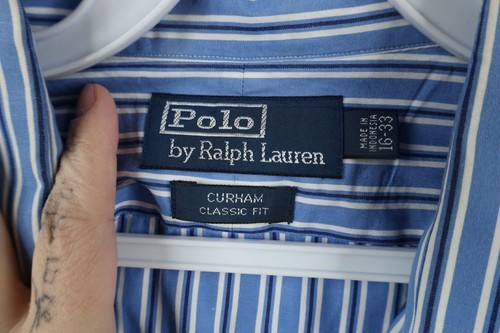 Polo
by Ralph Lauren
MADE IN
INDONESIA
16-33
CURHAM
CLASSIC FIT